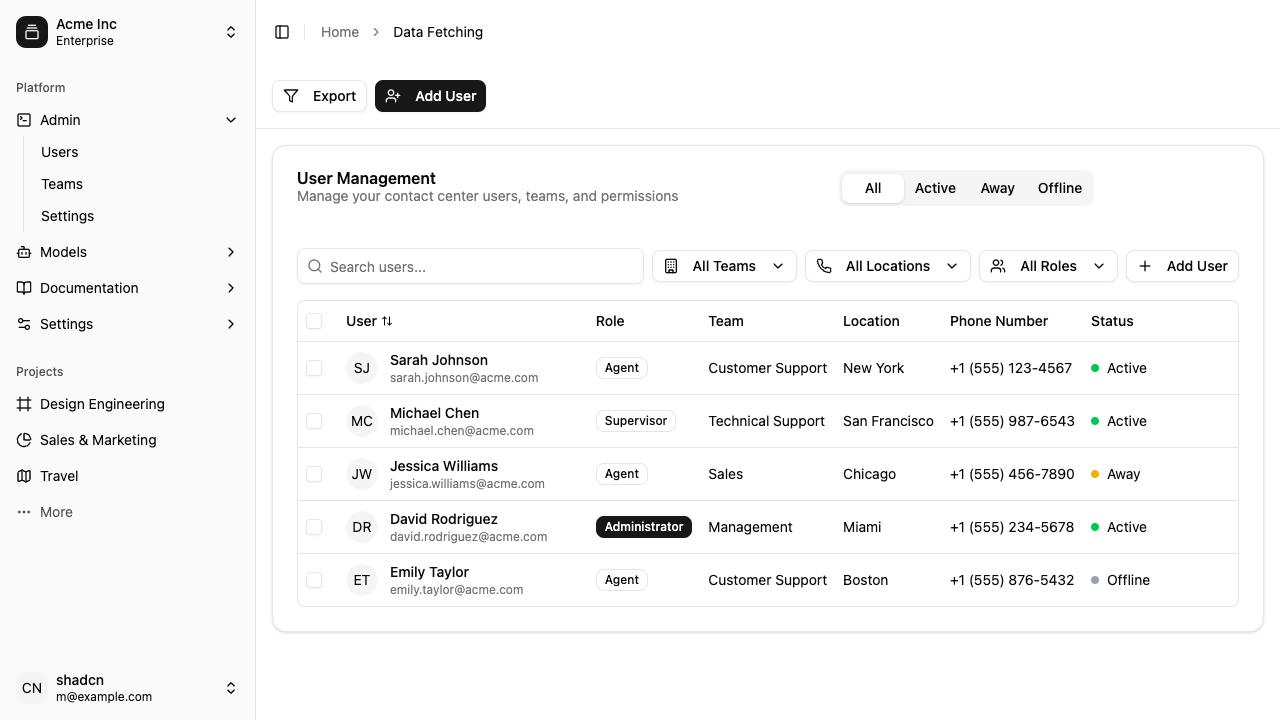 Acme Inc
Enterprise
Platform
Admin
Users
Teams
Settings
Models
Documentation
Settings
Projects
Design Engineering
Sales & Marketing
Travel
More
CN
shadcn
m@example.com
Home
Data Fetching
Export
Add User
User Management
Manage your contact center users, teams, and permissions
All Active Away Offline
Search users...
All Teams
All Locations
All Roles
Add User
User Role Team Location Phone Number Status
SJ Sarah Johnson Agent Customer Support New York +1 (555) 123-4567 Active
sarah.johnson@acme.com
MC Michael Chen Supervisor Technical Support San Francisco +1 (555) 987-6543 Active
michael.chen@acme.com
JW Jessica Williams Agent Sales Chicago +1 (555) 456-7890 Away
jessica.williams@acme.com
DR David Rodriguez Administrator Management Miami +1 (555) 234-5678 Active
david.rodriguez@acme.com
ET Emily Taylor Agent Customer Support Boston +1 (555) 876-5432 Offline
emily.taylor@acme.com